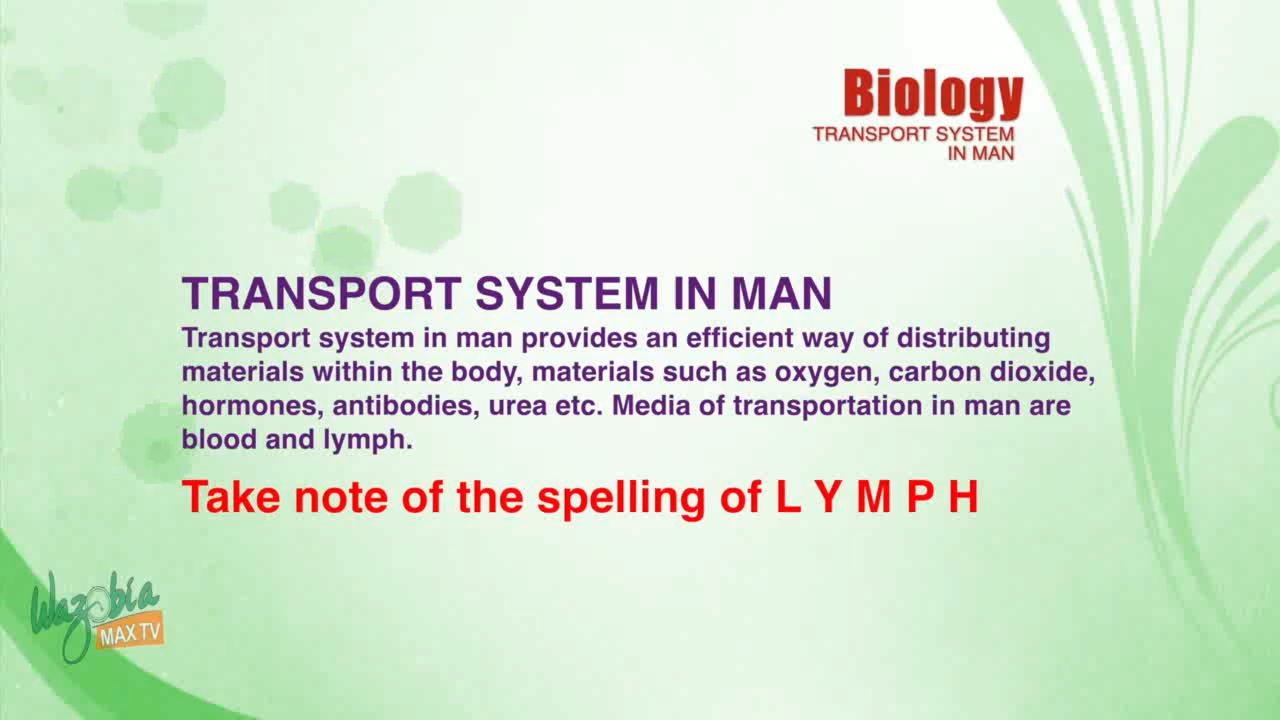 Biology
TRANSPORT SYSTEM
IN MAN
TRANSPORT SYSTEM IN MAN
Transport system in man provides an efficient way of distributing
materials within the body, materials such as oxygen, carbon dioxide,
hormones, antibodies, urea etc. Media of transportation in man are
blood and lymph.
Take note of the spelling of L Y M P H
Wazobia
MAX TV